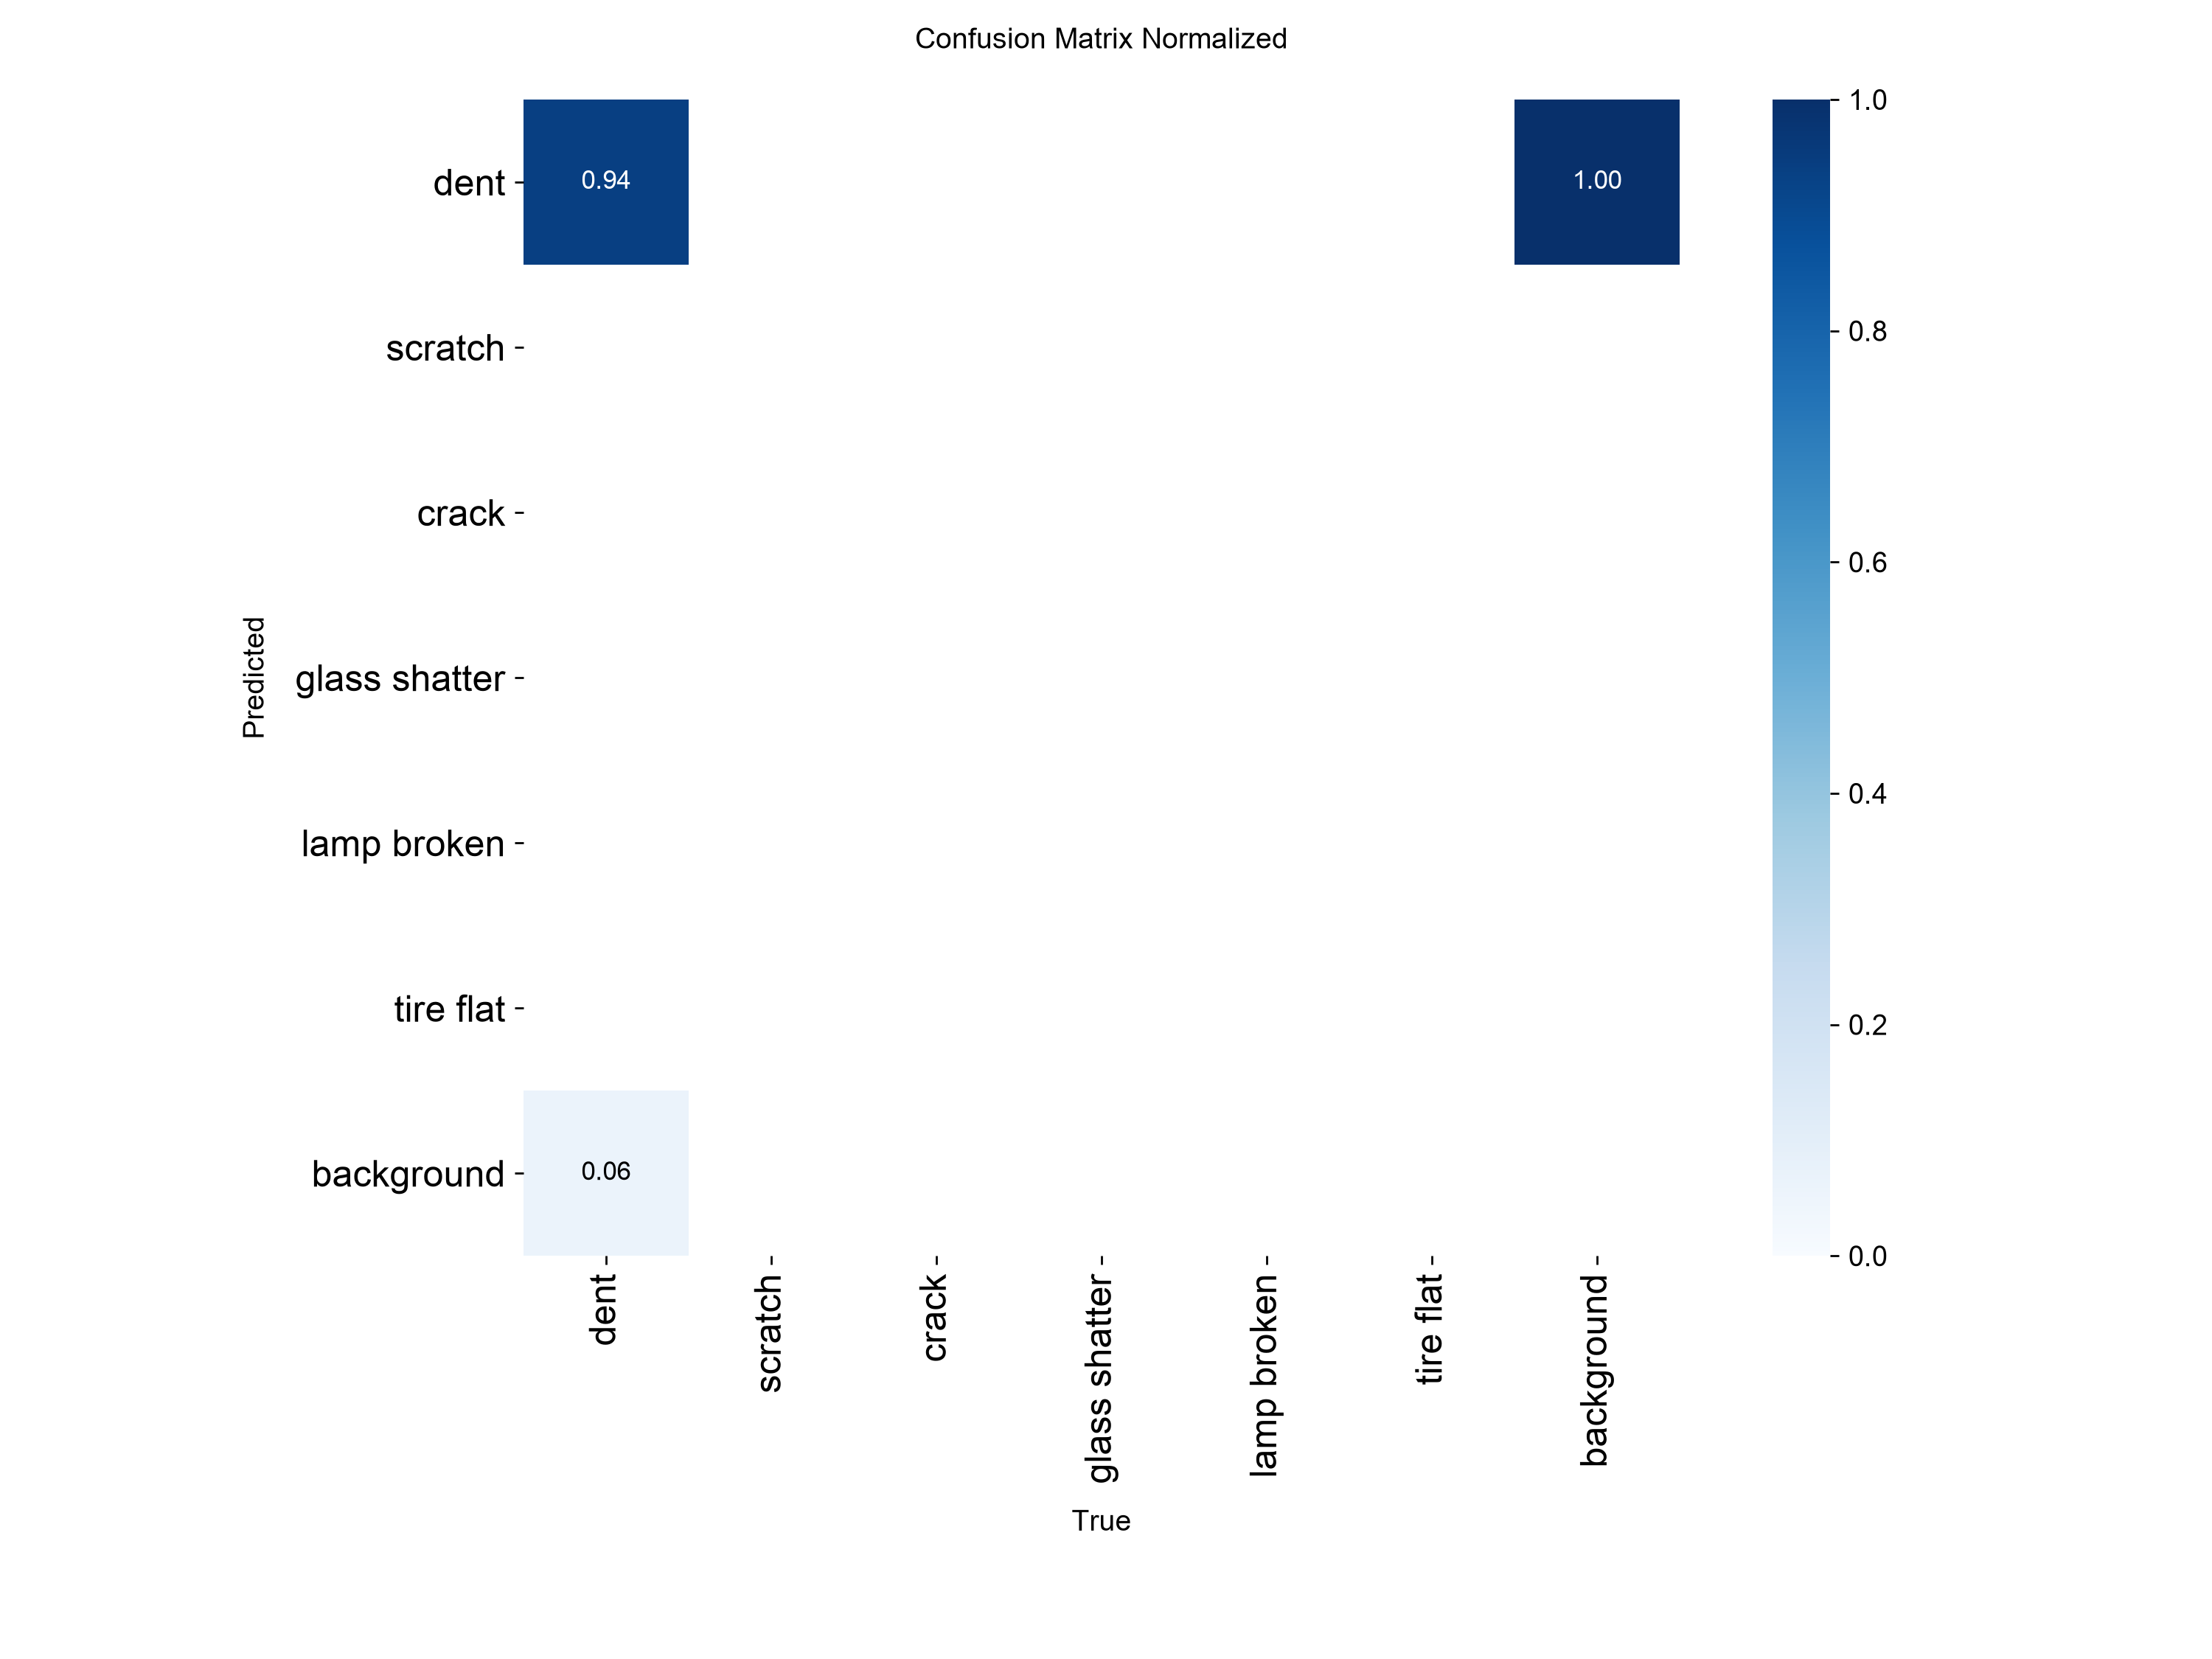 Confusion Matrix Normalized
dent
0.94
1.00
scratch
crack
glass shatter
lamp broken
tire flat
background
0.06
Predicted
dent
scratch
crack
glass shatter
lamp broken
tire flat
background
True
1.0
0.8
0.6
0.4
0.2
0.0